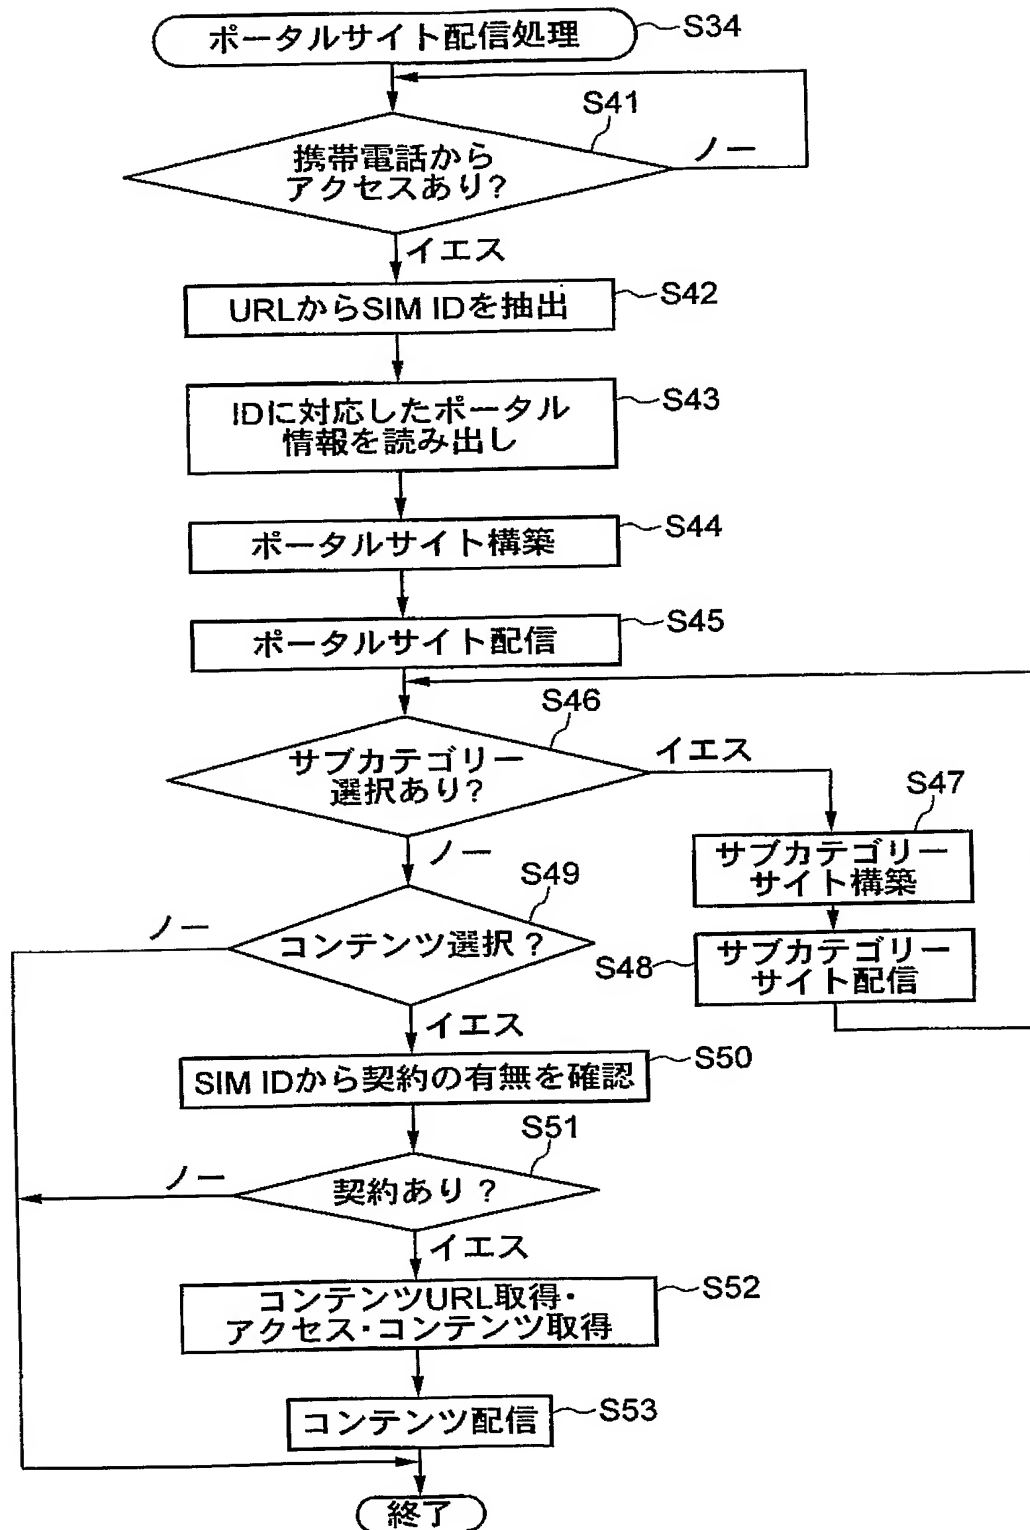 ポータルサイト配信処理
S34
S41
携帯電話から
アクセスあり?
ノー
イエス
URLからSIM IDを抽出
S42
IDに対応したポータル
情報を読み出し
S43
ポータルサイト構築
S44
ポータルサイト配信
S45
S46
サブカテゴリー
選択あり?
イエス
ノー
S47
サブカテゴリー
サイト構築
S48
サブカテゴリー
サイト配信
S49
コンテンツ選択?
ノー
イエス
SIM IDから契約の有無を確認
S50
S51
契約あり?
ノー
イエス
コンテンツURL取得・
アクセス・コンテンツ取得
S52
コンテンツ配信
S53
終了